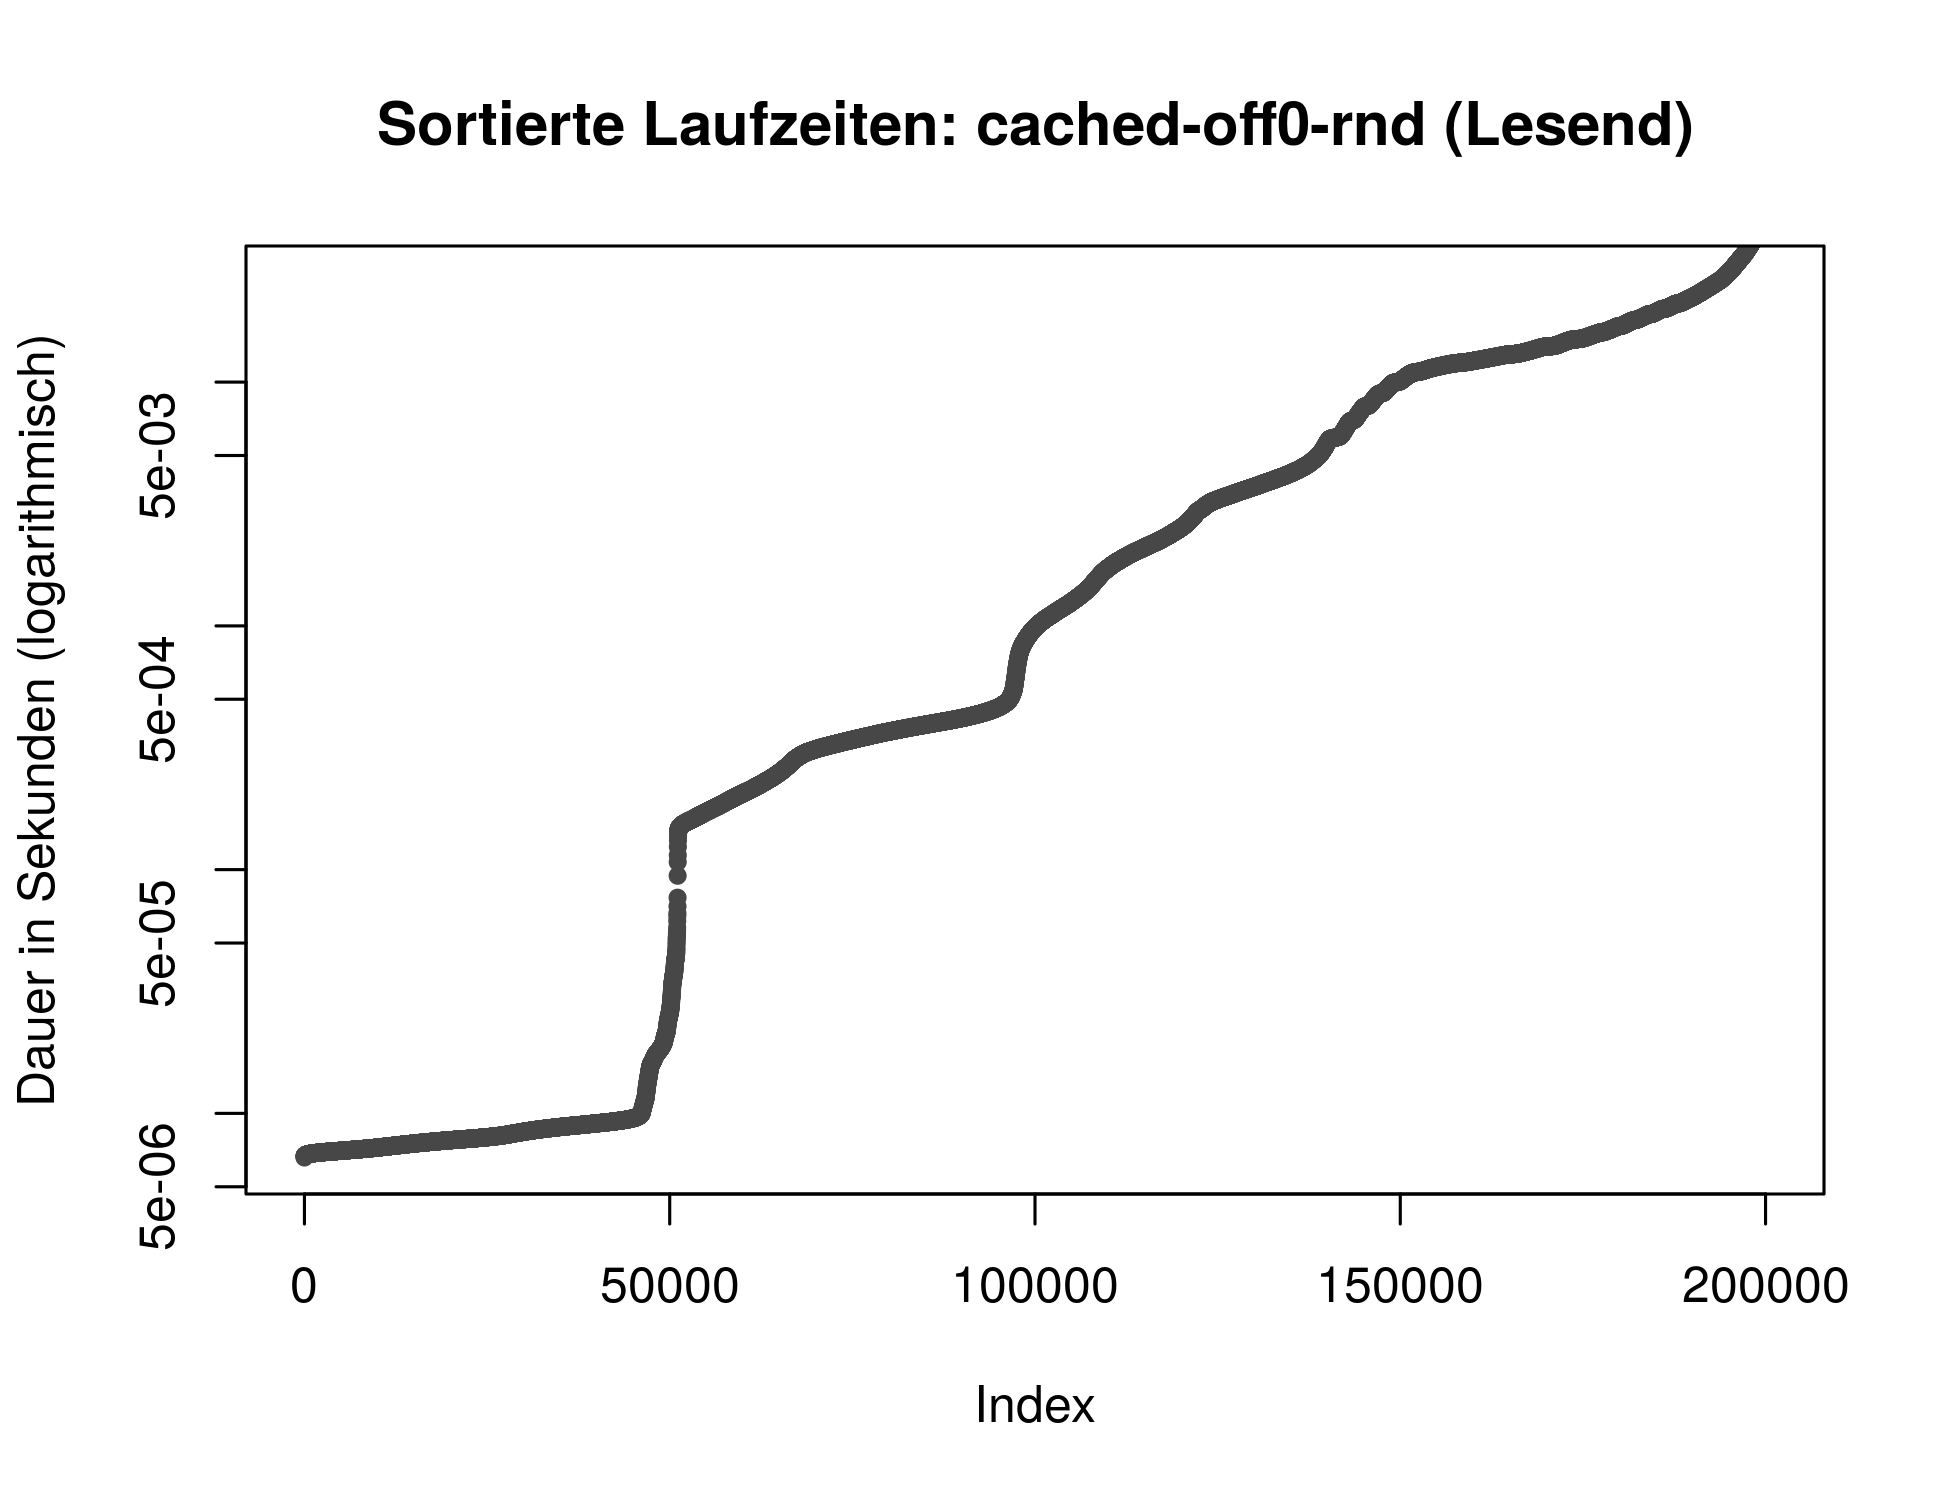 Sortierte Laufzeiten: cached-off0-rnd (Lesend)
Dauer in Sekunden (logarithmisch)
5e-03
5e-04
5e-05
5e-06
0 50000 100000 150000 200000
Index